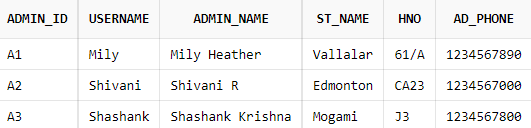 ADMIN_ID USERNAME ADMIN_NAME ST_NAME HNO AD_PHONE
A1 Mily Mily Heather Vallalar 61/A 1234567890
A2 Shivani Shivani R Edmonton CA23 1234567000
A3 Shashank Shashank Krishna Mogami J3 1234567800